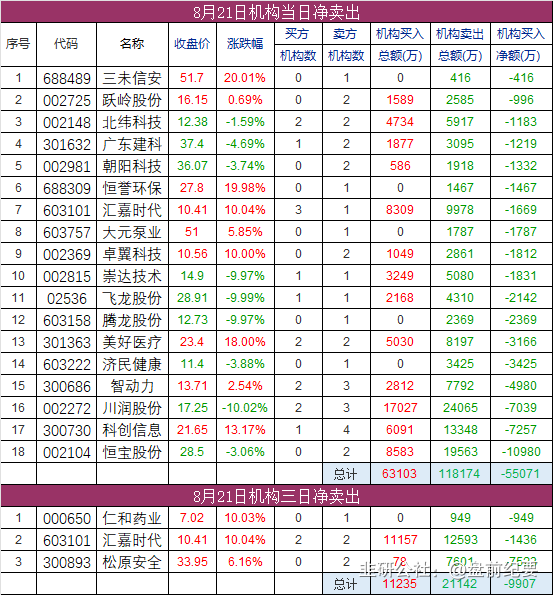 8月21日机构当日净卖出
序号 代码 名称 收盘价 涨跌幅 买方机构数 卖方机构数 机构买入总额(万) 机构卖出总额(万) 机构买入净额(万)
1 688489 三未信安 51.7 20.01% 0 1 0 416 -416
2 002725 跃岭股份 16.15 0.69% 0 2 1589 2585 -996
3 002148 北纬科技 12.38 -1.59% 2 2 4734 5917 -1183
4 301632 广东建科 37.4 -4.69% 1 2 1877 3095 -1219
5 002981 朝阳科技 36.07 -3.74% 0 2 586 1918 -1332
6 688309 恒誉环保 27.8 19.98% 0 1 0 1467 -1467
7 603101 汇嘉时代 10.41 10.04% 3 1 8309 9978 -1669
8 603757 大元泵业 51 5.85% 0 1 0 1787 -1787
9 002369 卓翼科技 10.56 10.00% 0 2 1049 2861 -1812
10 002815 崇达技术 14.9 -9.97% 1 1 3249 5080 -1831
11 02536 飞龙股份 28.91 -9.99% 1 1 2168 4310 -2142
12 603158 腾龙股份 12.73 -9.97% 0 1 0 2369 -2369
13 301363 美好医疗 23.4 18.00% 2 2 5030 8197 -3166
14 603222 济民健康 11.4 -3.88% 0 1 0 3425 -3425
15 300686 智动力 13.71 2.54% 2 3 2812 7792 -4980
16 002272 川润股份 17.25 -10.02% 2 3 17027 24065 -7039
17 300730 科创信息 21.65 13.17% 1 4 6091 13348 -7257
18 002104 恒宝股份 28.5 -3.06% 0 2 8583 19563 -10980
总计 63103 118174 -55071
8月21日机构三日净卖出
1 000650 仁和药业 7.02 10.03% 0 1 0 949 -949
2 603101 汇嘉时代 10.41 10.04% 2 2 11157 12593 -1436
3 300893 松原安全 33.95 6.16% 0 2 78
韭研公社：@盘前纪要
总计 11235 21142 -9907